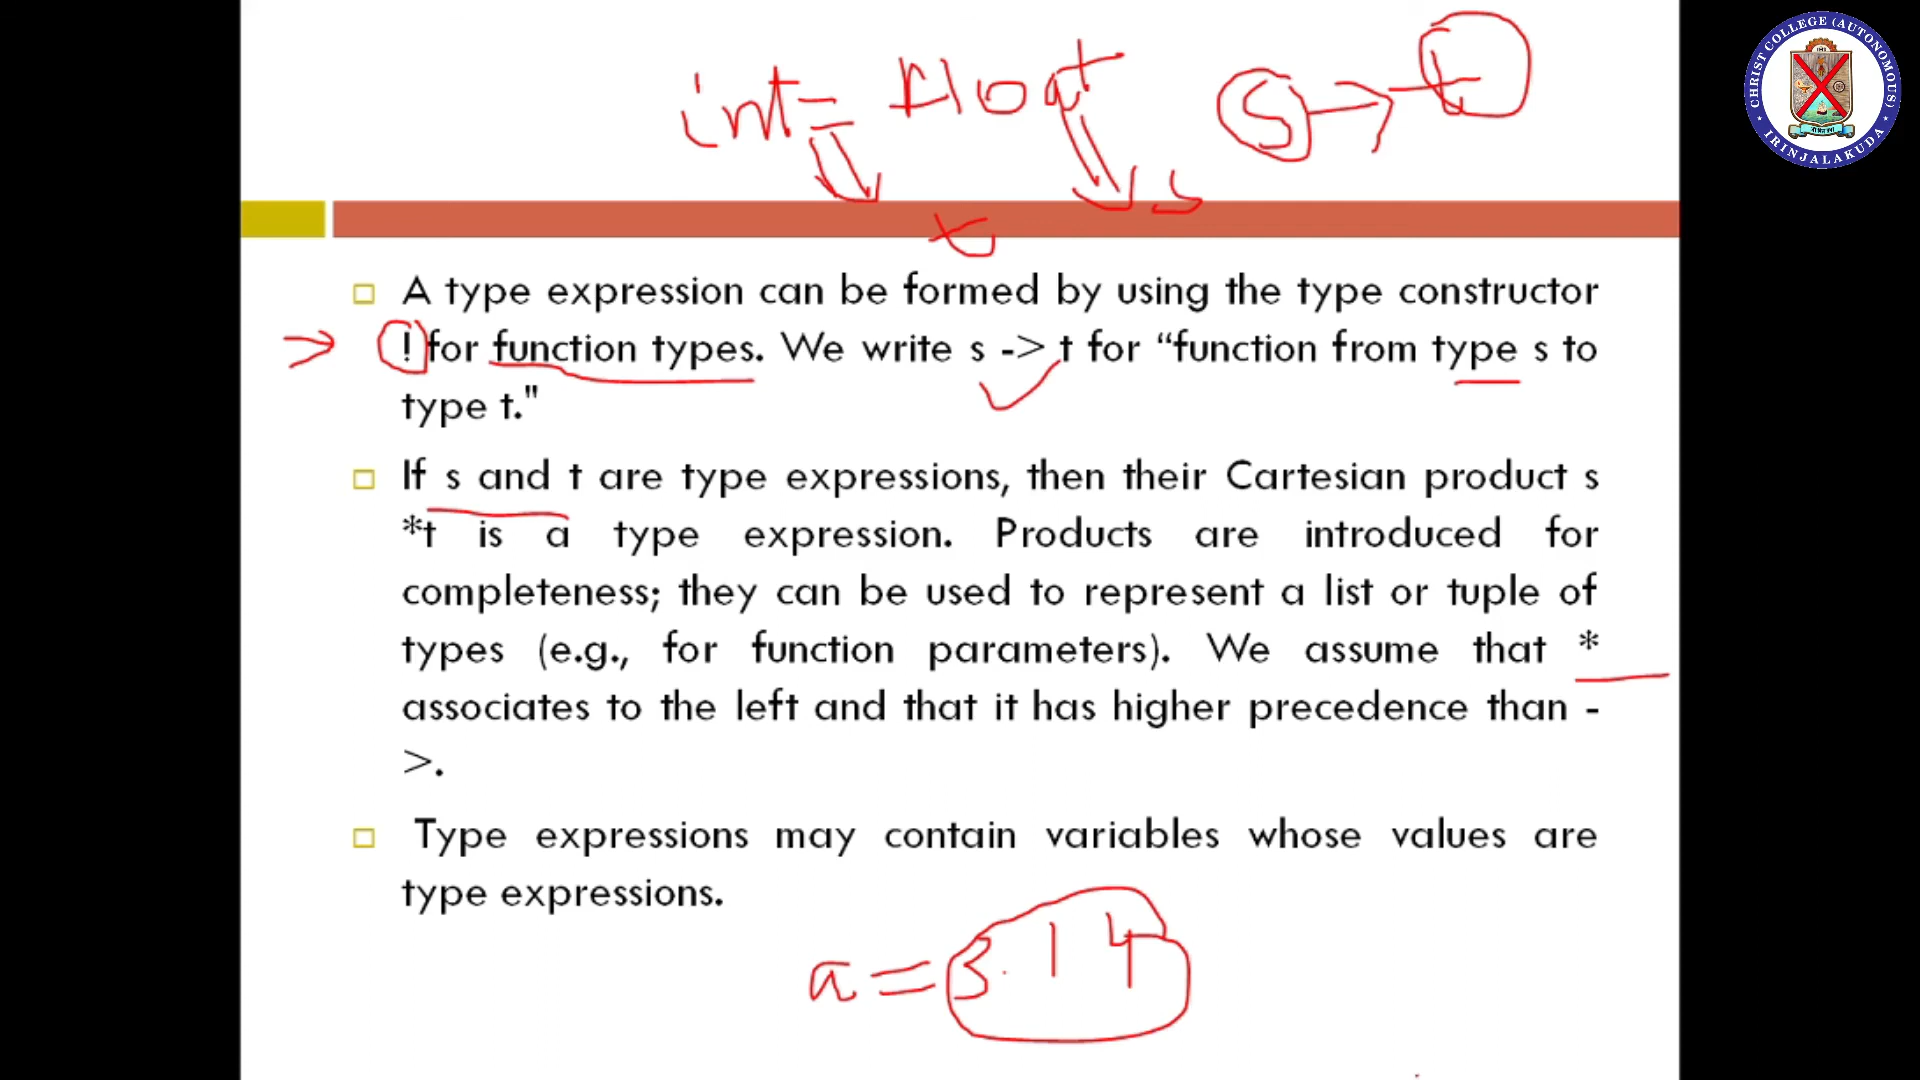 int = float s → t
t s
A type expression can be formed by using the type constructor
! for function types. We write s -> t for “function from type s to
type t."
If s and t are type expressions, then their Cartesian product s
*t is a type expression. Products are introduced for
completeness; they can be used to represent a list or tuple of
types (e.g., for function parameters). We assume that *
associates to the left and that it has higher precedence than -
>.
Type expressions may contain variables whose values are
type expressions.
a = 3.14
CHRIST COLLEGE (AUTONOMOUS)
IRINJALAKUDA